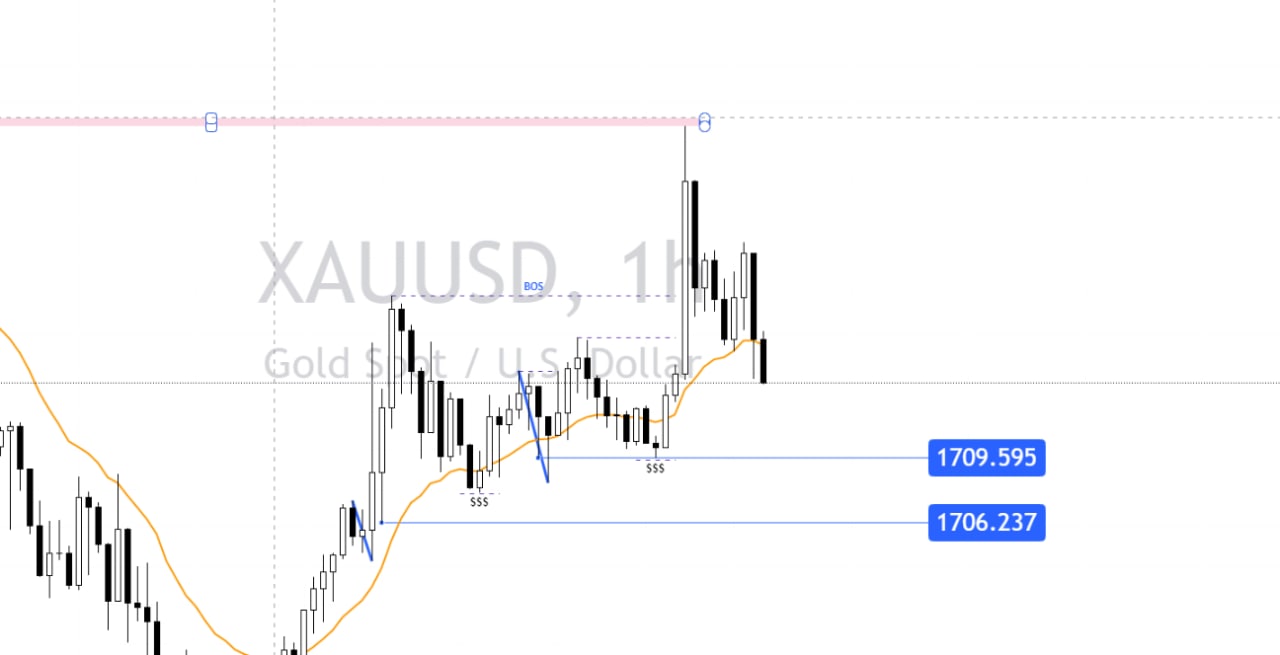 XAUUSD, 1h
BOS
Gold Spot / U.S. Dollar
1709.595
$$$
$$$
1706.237